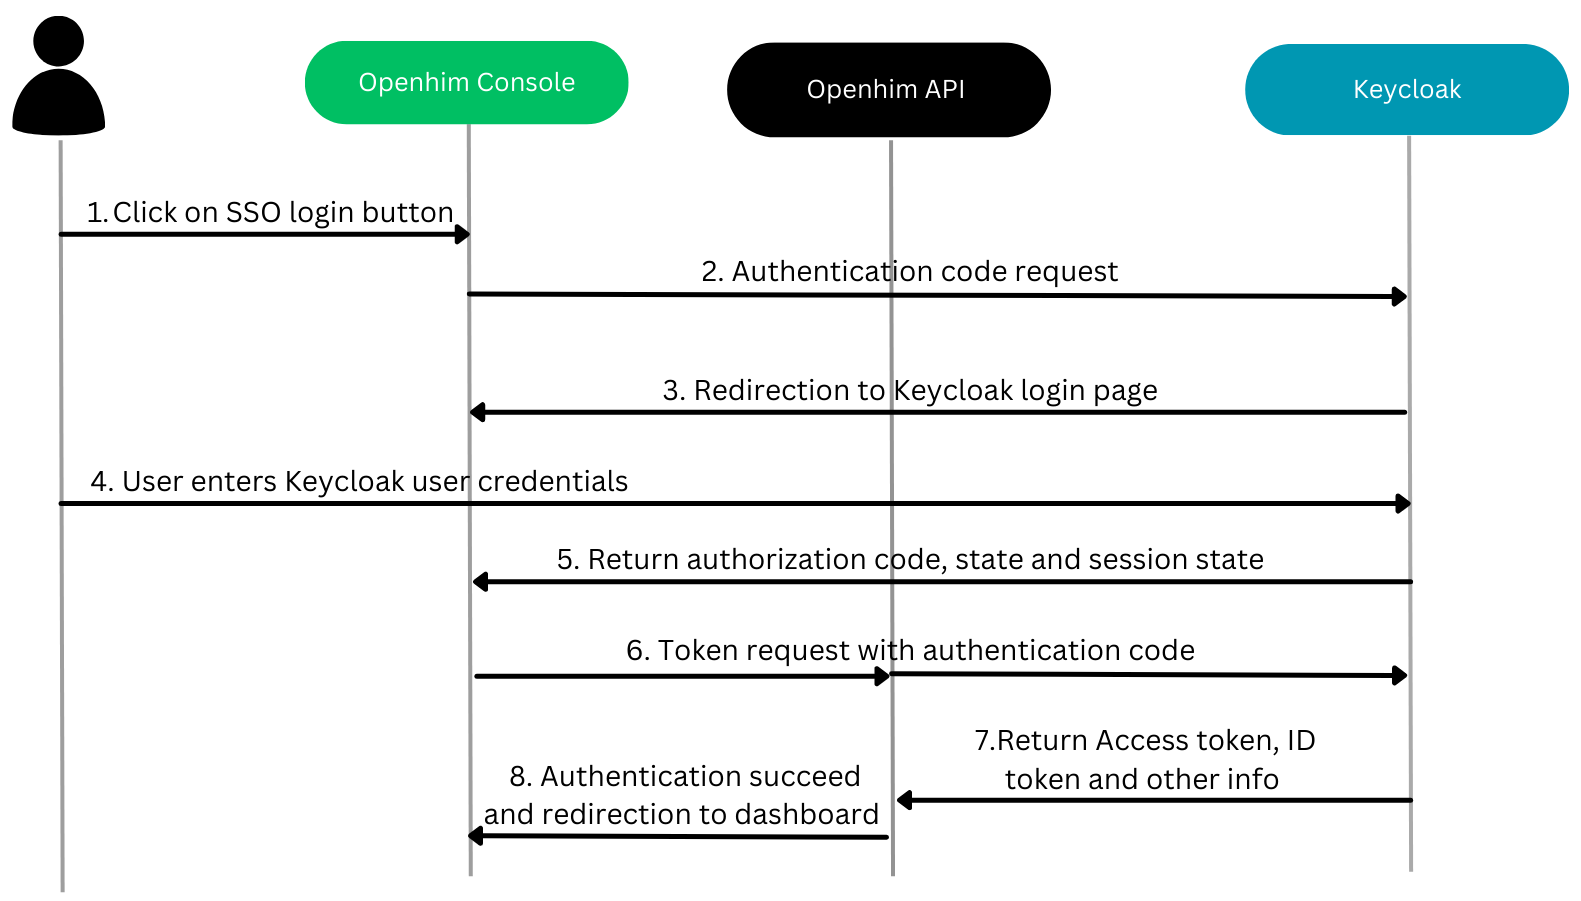 Openhim Console
Openhim API
Keycloak
1. Click on SSO login button
2. Authentication code request
3. Redirection to Keycloak login page
4. User enters Keycloak user credentials
5. Return authorization code, state and session state
6. Token request with authentication code
7.Return Access token, ID
token and other info
8. Authentication succeed
and redirection to dashboard